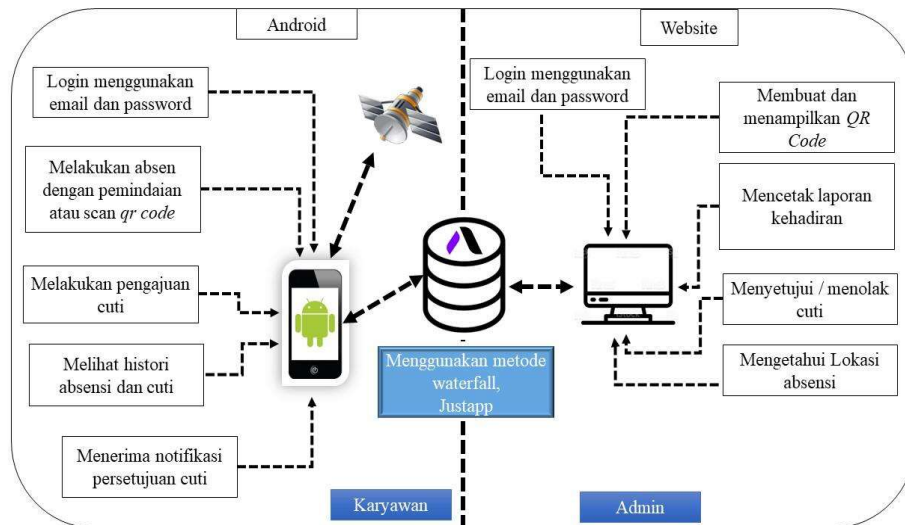 Android
Website
Login menggunakan
email dan password
Melakukan absen
dengan pemindaian
atau scan qr code
Melakukan pengajuan
cuti
Melihat histori
absensi dan cuti
Menerima notifikasi
persetujuan cuti
Menggunakan metode
waterfall,
Justapp
Login menggunakan
email dan password
Membuat dan
menampilkan QR
Code
Mencetak laporan
kehadiran
Menyetujui / menolak
cuti
Mengetahui Lokasi
absensi
Karyawan
Admin